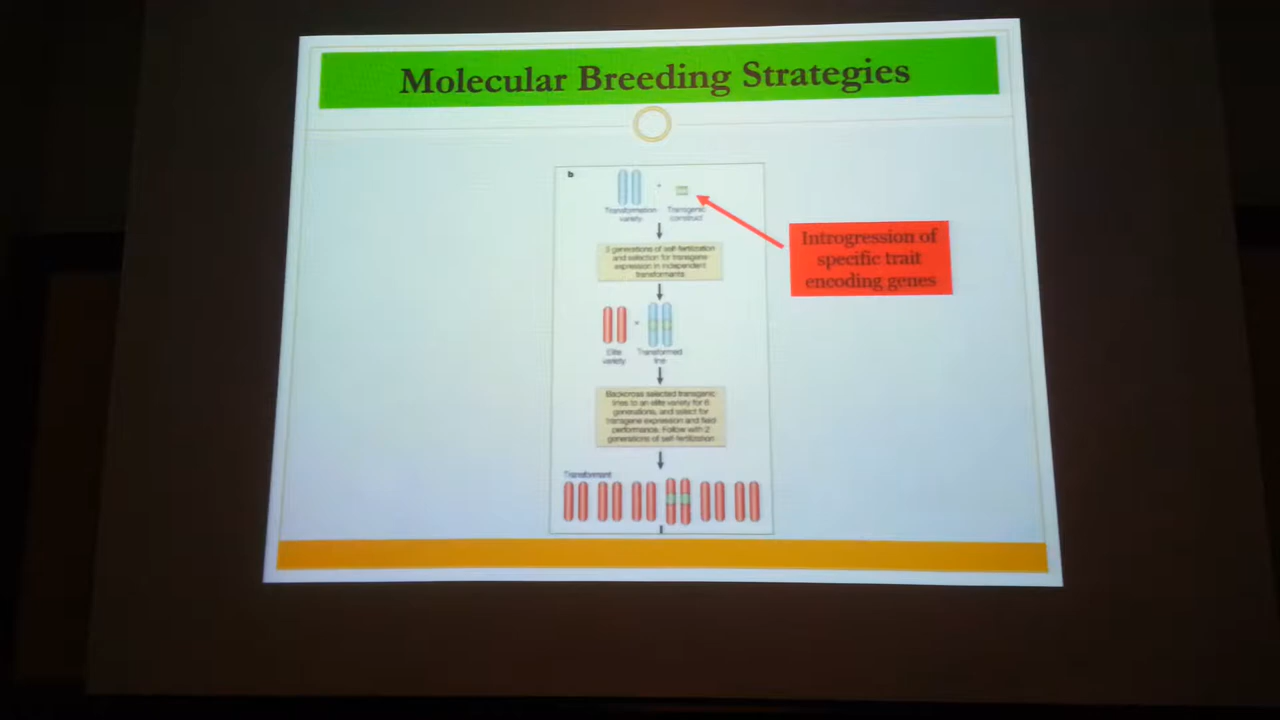 Molecular Breeding Strategies
b
Transformation
variety
Transgenic
construct
generations of self-fertilization
and selection for transgene
expression in independent
transformants
Introgression of
specific trait
encoding genes
Elite
variety
Transformed
line
Backcross selected transgenic
lines to an elite variety for 6
generations, and select for
transgene expression and field
performance. Follow with 2
generations of self-fertilization
Transformant